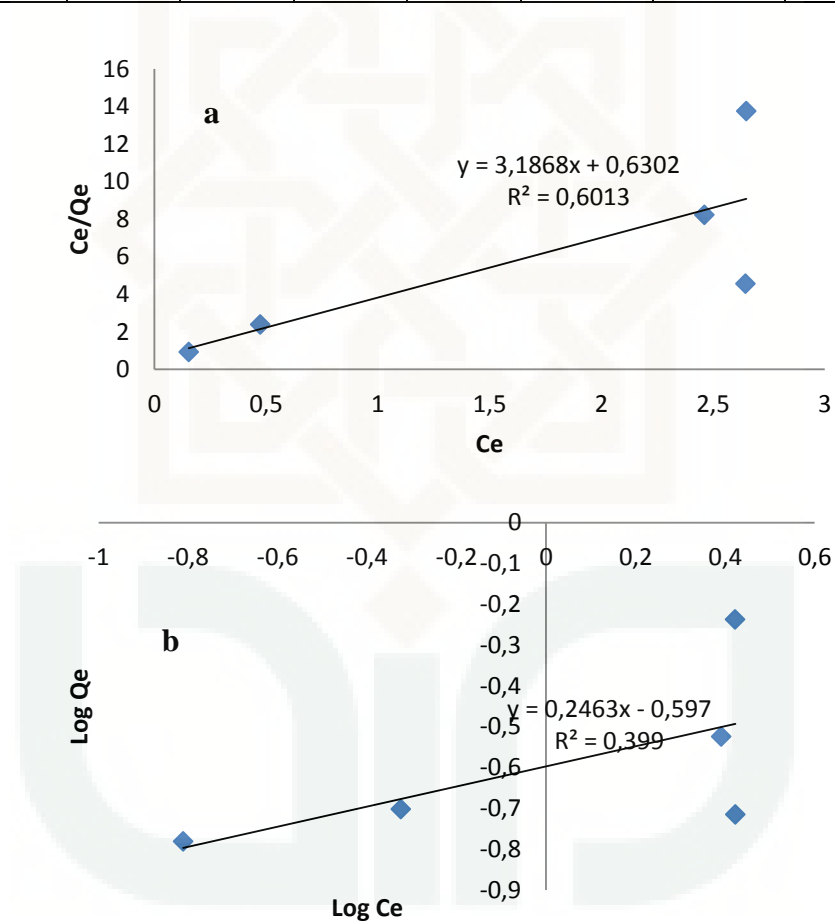 16
14
12
10
8
6
4
2
0
a
y = 3,1868x + 0,6302
R² = 0,6013
Ce/Qe
0 0,5 1 1,5 2 2,5 3
Ce
0
-1 -0,8 -0,6 -0,4 -0,2 0 0,2 0,4 0,6
-0,1
-0,2
-0,3
-0,4
-0,5
-0,6
-0,7
-0,8
-0,9
b
Log Qe
y = 0,2463x - 0,597
R² = 0,399
Log Ce